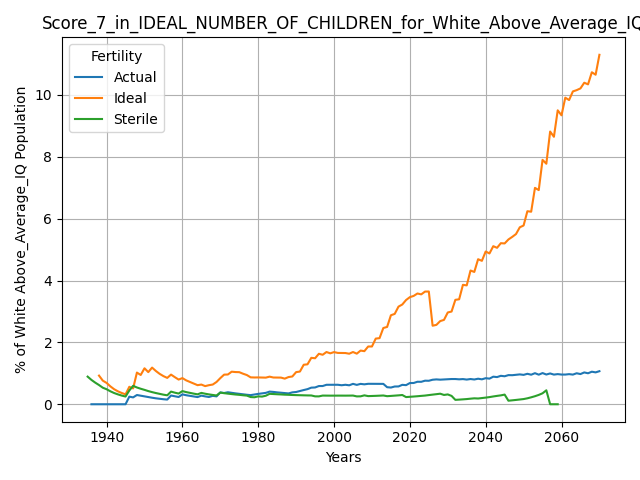 Score_7_in_IDEAL_NUMBER_OF_CHILDREN_for_White_Above_Average_IQ
Fertility
Actual
Ideal
Sterile
% of White Above_Average_IQ Population
10
8
6
4
2
0
1940 1960 1980 2000 2020 2040 2060
Years